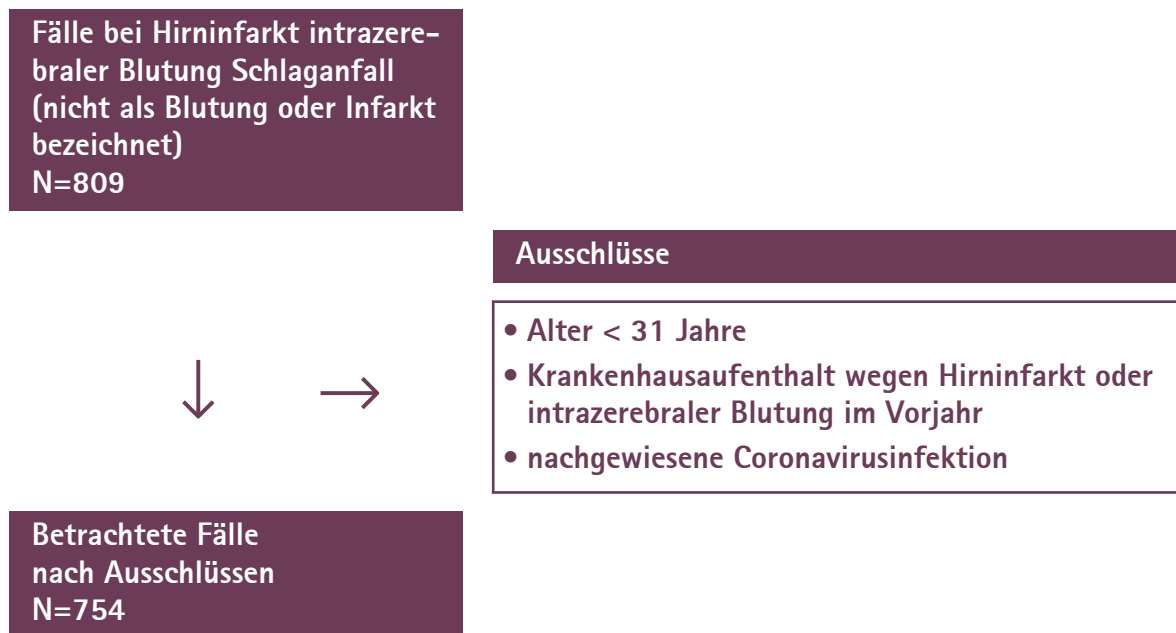 Fälle bei Hirninfarkt intrazere-
braler Blutung Schlaganfall
(nicht als Blutung oder Infarkt
bezeichnet)
N=809
Ausschlüsse
• Alter < 31 Jahre
• Krankenhausaufenthalt wegen Hirninfarkt oder
intrazerebraler Blutung im Vorjahr
• nachgewiesene Coronavirusinfektion
Betrachtete Fälle
nach Ausschlüssen
N=754